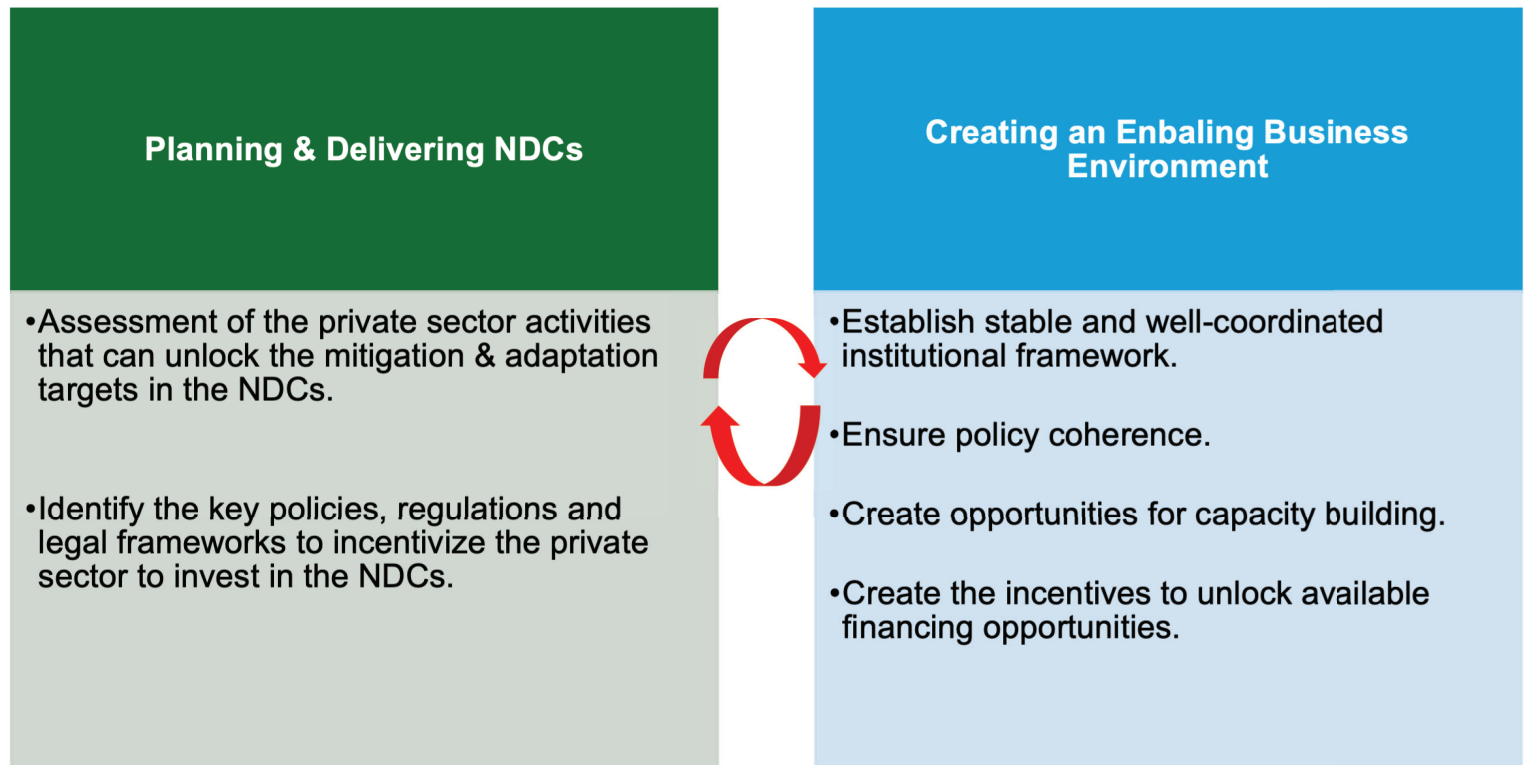 Planning & Delivering NDCs
•Assessment of the private sector activities
that can unlock the mitigation & adaptation
targets in the NDCs.
•Identify the key policies, regulations and
legal frameworks to incentivize the private
sector to invest in the NDCs.
Creating an Enbaling Business
Environment
•Establish stable and well-coordinated
institutional framework.
•Ensure policy coherence.
•Create opportunities for capacity building.
•Create the incentives to unlock available
financing opportunities.